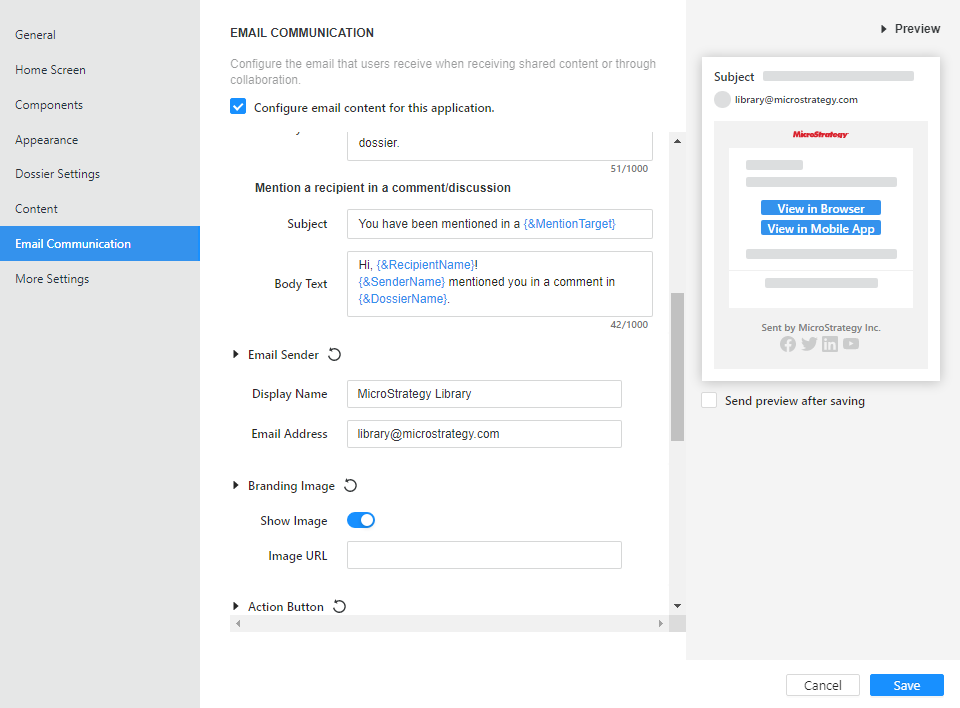 General
Home Screen
Components
Appearance
Dossier Settings
Content
Email Communication
More Settings
EMAIL COMMUNICATION
Configure the email that users receive when receiving shared content or through
collaboration.
Configure email content for this application.
dossier.
51/1000
Mention a recipient in a comment/discussion
Subject
You have been mentioned in a {&MentionTarget}
Body Text
Hi, {&RecipientName}!
{&SenderName} mentioned you in a comment in
{&DossierName}.
42/1000
Email Sender
Display Name
MicroStrategy Library
Email Address
library@microstrategy.com
Branding Image
Show Image
Image URL
Action Button
Preview
Subject
library@microstrategy.com
MicroStrategy
View in Browser
View in Mobile App
Sent by MicroStrategy Inc.
Send preview after saving
Cancel
Save